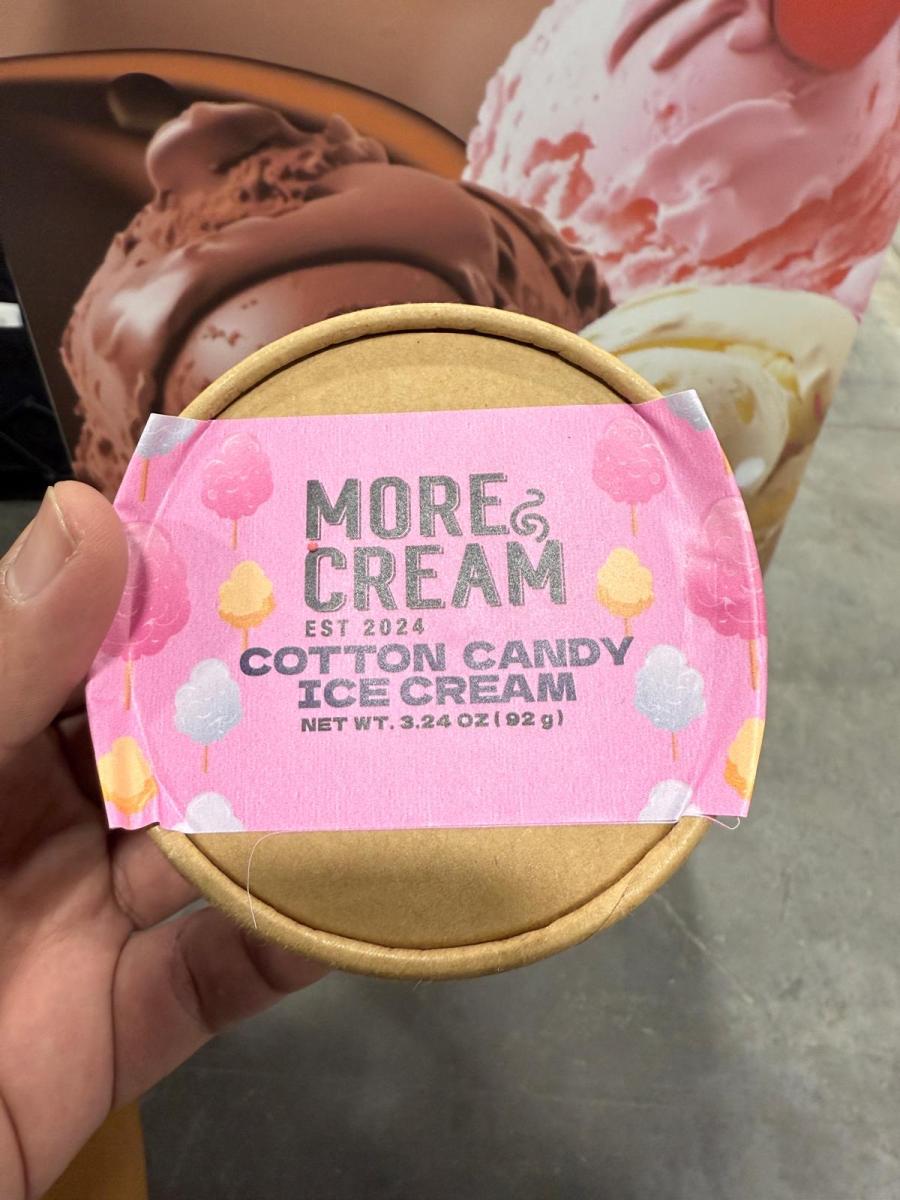 MORE
CREAM
EST 2024
COTTON CANDY
ICE CREAM
NET WT. 3.24 OZ (92 g)